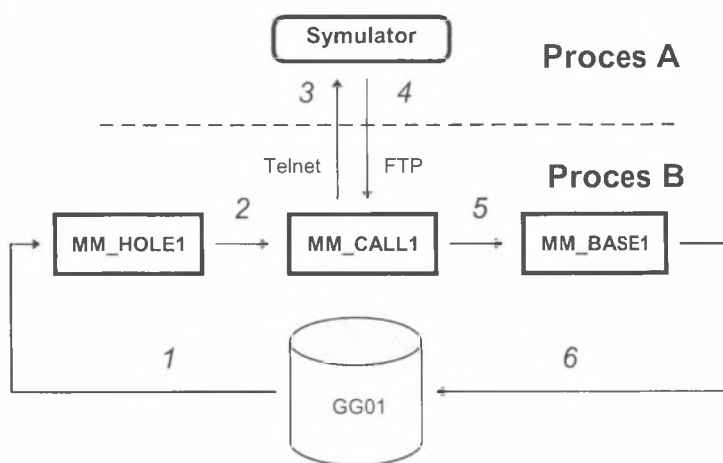 Symulator
Proces A
3
4
Telnet
FTP
Proces B
2
5
MM_HOLE1
MM_CALL1
MM_BASE1
1
6
GG01